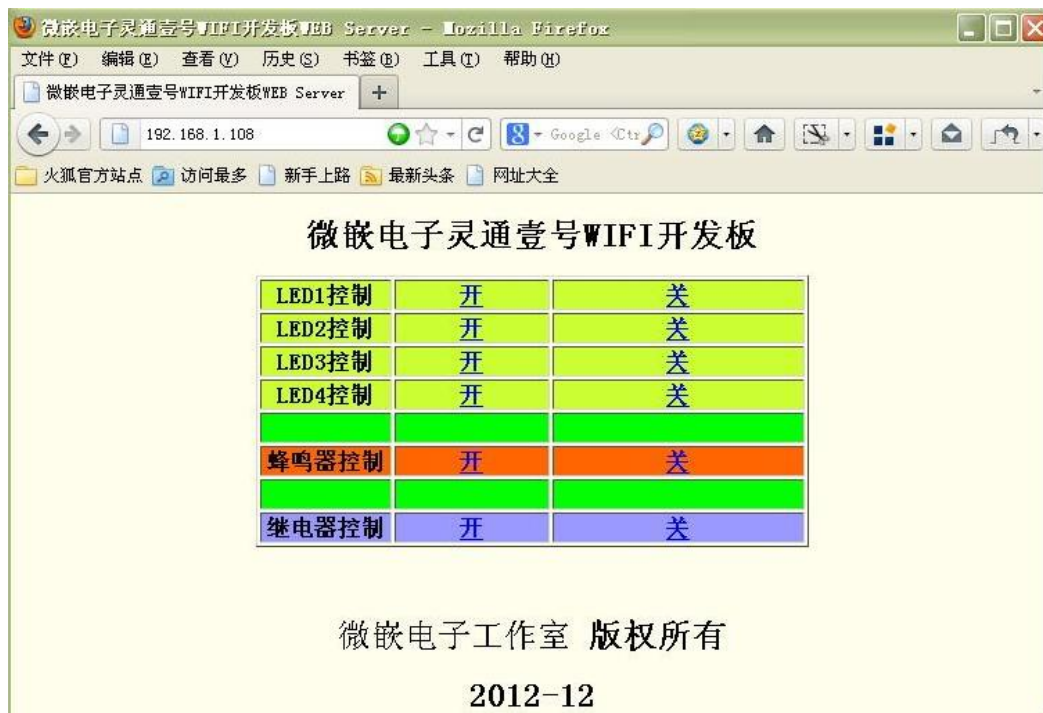 微嵌电子灵通壹号WIFI开发板WEB Server - Mozilla Firefox
文件(F) 编辑(E) 查看(V) 历史(S) 书签(B) 工具(T) 帮助(H)
微嵌电子灵通壹号WIFI开发板WEB Server +
192.168.1.108 Google <Ctr
火狐官方站点 访问最多 新手上路 最新头条 网址大全
微嵌电子灵通壹号WIFI开发板
LED1控制 开 关
LED2控制 开 关
LED3控制 开 关
LED4控制 开 关
蜂鸣器控制 开 关
继电器控制 开 关
微嵌电子工作室 版权所有
2012-12